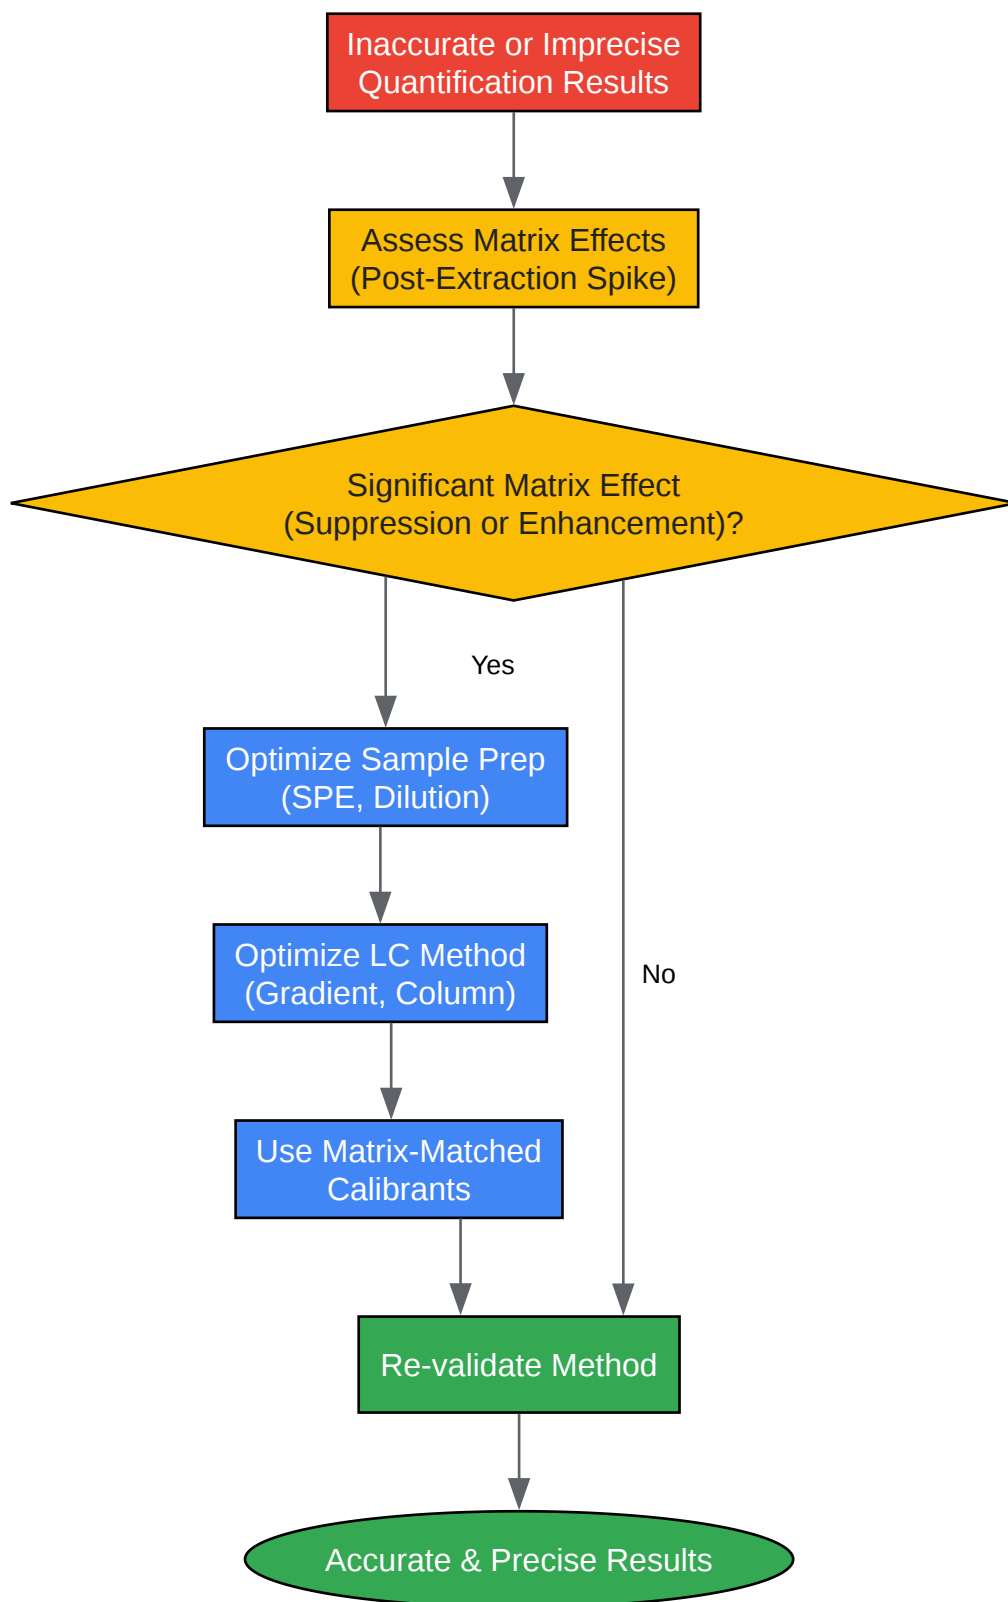 Inaccurate or Imprecise
Quantification Results
Assess Matrix Effects
(Post-Extraction Spike)
Significant Matrix Effect
(Suppression or Enhancement)?
Yes
Optimize Sample Prep
(SPE, Dilution)
Optimize LC Method
(Gradient, Column)
No
Use Matrix-Matched
Calibrants
Re-validate Method
Accurate & Precise Results